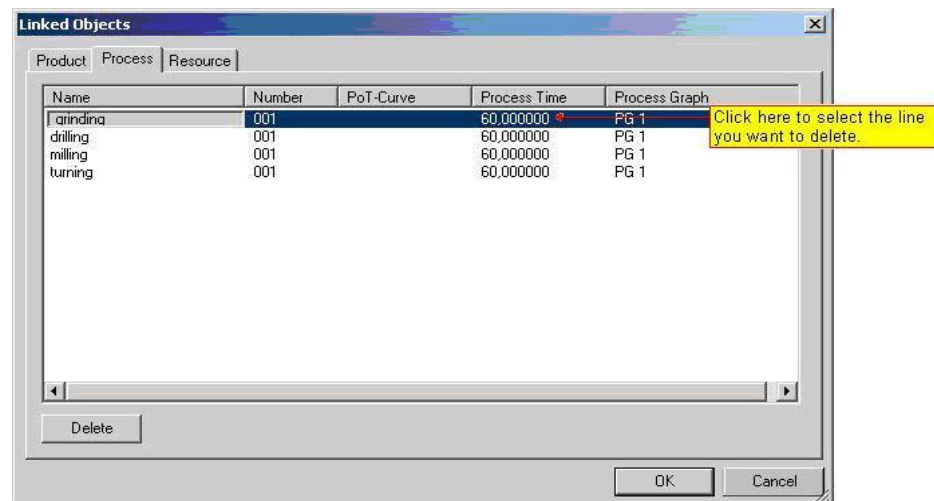 Linked Objects
Product Process Resource
Name Number PoT-Curve Process Time Process Graph
grinding 001 60,000000 PG 1
drilling 001 60,000000 PG 1
milling 001 60,000000 PG 1
turning 001 60,000000 PG 1
Click here to select the line
you want to delete.
Delete
OK Cancel